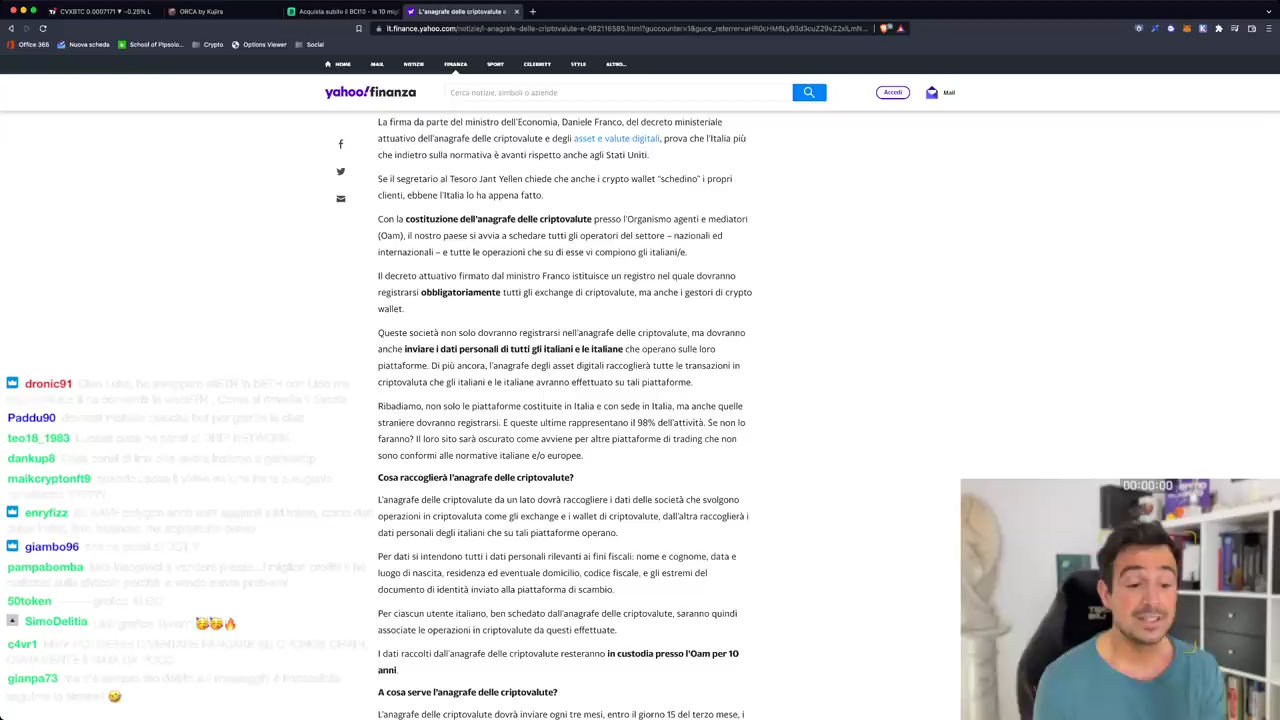 CVXBTC 0.0007171 ▼ −0.25% L
ORCA by Kujira
Acquista subito il BCI10 - le 10 migl
L'anagrafe delle criptovalute e
it.finance.yahoo.com/notizie/l-anagrafe-delle-criptovalute-e-082116585.html?guccounter=1&guce_referrer=
Office 365
Nuova scheda
School of Pipsolo...
Crypto
Options Viewer
Social
HOME
MAIL
NOTIZIE
FINANZA
SPORT
CELEBRITY
STYLE
ALTRO...
yahoo!finanza
Cerca notizie, simboli o aziende
Accedi
Mail
La firma da parte del ministro dell'Economia, Daniele Franco, del decreto ministeriale
attuativo dell'anagrafe delle criptovalute e degli asset e valute digitali, prova che l'Italia più
che indietro sulla normativa è avanti rispetto anche agli Stati Uniti.
Se il segretario al Tesoro Jant Yellen chiede che anche i crypto wallet “schedino” i propri
clienti, ebbene l'Italia lo ha appena fatto.
Con la costituzione dell'anagrafe delle criptovalute presso l'Organismo agenti e mediatori
(Oam), il nostro paese si avvia a schedare tutti gli operatori del settore – nazionali ed
internazionali – e tutte le operazioni che su di esse vi compiono gli italiani/e.
Il decreto attuativo firmato dal ministro Franco istituisce un registro nel quale dovranno
registrarsi obbligatoriamente tutti gli exchange di criptovalute, ma anche i gestori di crypto
wallet.
Queste società non solo dovranno registrarsi nell'anagrafe delle criptovalute, ma dovranno
anche inviare i dati personali di tutti gli italiani e le italiane che operano sulle loro
piattaforme. Di più ancora, l'anagrafe degli asset digitali raccoglierà tutte le transazioni in
criptovaluta che gli italiani e le italiane avranno effettuato su tali piattaforme.
Ribadiamo, non solo le piattaforme costituite in Italia e con sede in Italia, ma anche quelle
straniere dovranno registrarsi. E queste ultime rappresentano il 98% dell'attività. Se non lo
faranno? Il loro sito sarà oscurato come avviene per altre piattaforme di trading che non
sono conformi alle normative italiane e/o europee.
Cosa raccoglierà l'anagrafe delle criptovalute?
L'anagrafe delle criptovalute da un lato dovrà raccogliere i dati delle società che svolgono
operazioni in criptovaluta come gli exchange e i wallet di criptovalute, dall'altra raccoglierà i
dati personali degli italiani che su tali piattaforme operano.
Per dati si intendono tutti i dati personali rilevanti ai fini fiscali: nome e cognome, data e
luogo di nascita, residenza ed eventuale domicilio, codice fiscale, e gli estremi del
documento di identità inviato alla piattaforma di scambio.
Per ciascun utente italiano, ben schedato dall'anagrafe delle criptovalute, saranno quindi
associate le operazioni in criptovalute da questi effettuate.
I dati raccolti dall'anagrafe delle criptovalute resteranno in custodia presso l'Oam per 10
anni.
A cosa serve l'anagrafe delle criptovalute?
L'anagrafe delle criptovalute dovrà inviare ogni tre mesi, entro il giorno 15 del terzo mese, i
dronic91
Paddu90
teo18_1983
dankup8
maikcryptonft9
enryfizz
giambo96
pampabomba
50token
SimoDelitia
c4vr1
gianpa73
00:00:00